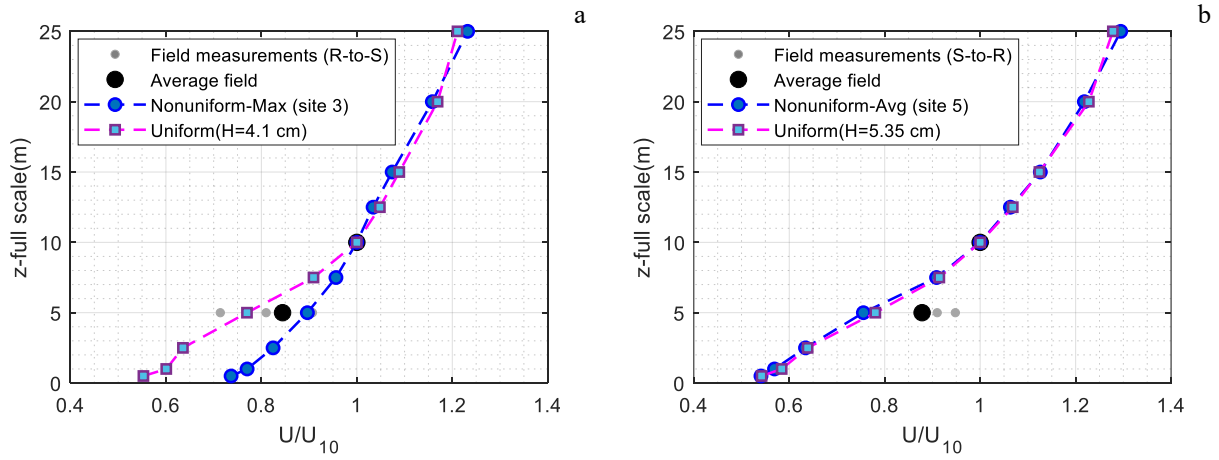 a
25
20
15
10
5
0
z-full scale(m)
Field measurements (R-to-S)
Average field
Nonuniform-Max (site 3)
Uniform(H=4.1 cm)
0.4 0.6 0.8 1 1.2 1.4
U/U10
b
25
20
15
10
5
0
z-full scale(m)
Field measurements (S-to-R)
Average field
Nonuniform-Avg (site 5)
Uniform(H=5.35 cm)
0.4 0.6 0.8 1 1.2 1.4
U/U10